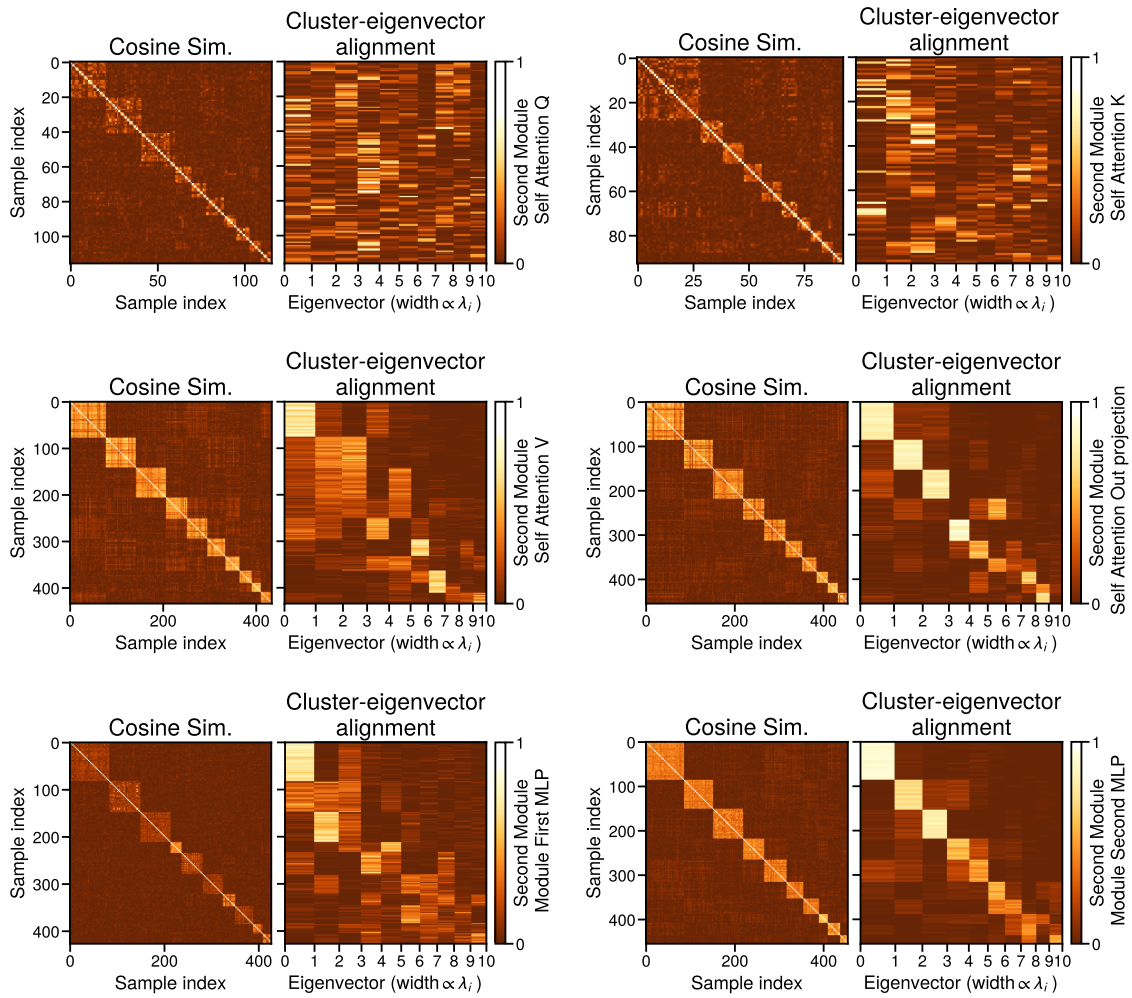 Cosine Sim.
Cluster-eigenvector
alignment
Sample index
0
20
40
60
80
100
0
50
100
Sample index
0 1 2 3 4 5 6 7 8 9 10
Eigenvector (width ∝ λi )
1
0
Second Module
Self Attention Q
Cosine Sim.
Cluster-eigenvector
alignment
Sample index
0
20
40
60
80
0
25
50
75
Sample index
0 1 2 3 4 5 6 7 8 9 10
Eigenvector (width ∝ λi )
1
0
Second Module
Self Attention K
Cosine Sim.
Cluster-eigenvector
alignment
Sample index
0
100
200
300
400
0
200
400
Sample index
0 1 2 3 4 5 6 7 8 9 10
Eigenvector (width ∝ λi )
1
0
Second Module
Self Attention V
Cosine Sim.
Cluster-eigenvector
alignment
Sample index
0
100
200
300
400
0
200
400
Sample index
0 1 2 3 4 5 6 7 8 9 10
Eigenvector (width ∝ λi )
1
0
Second Module
Self Attention Out projection
Cosine Sim.
Cluster-eigenvector
alignment
Sample index
0
100
200
300
400
0
200
400
Sample index
0 1 2 3 4 5 6 7 8 9 10
Eigenvector (width ∝ λi )
1
0
Second Module
Module First MLP
Cosine Sim.
Cluster-eigenvector
alignment
Sample index
0
100
200
300
400
0
200
400
Sample index
0 1 2 3 4 5 6 7 8 9 10
Eigenvector (width ∝ λi )
1
0
Second Module
Module Second MLP